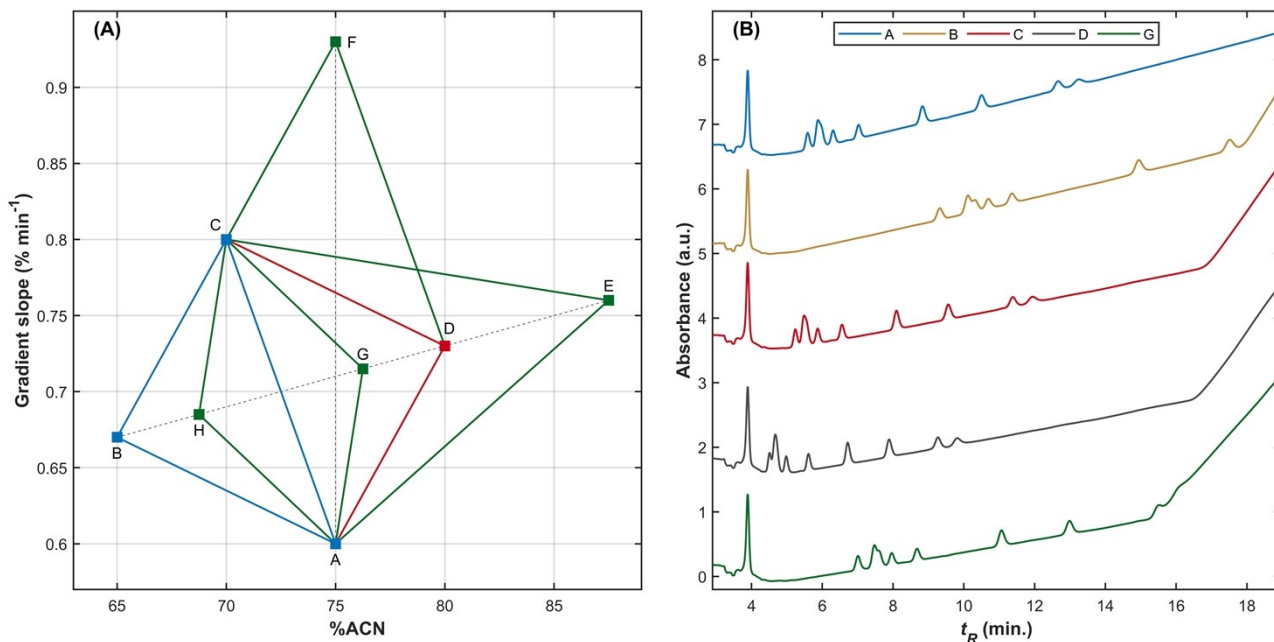 (A)
F
C
E
D
G
H
B
A
0.9
0.85
0.8
0.75
0.7
0.65
0.6
65
70
75
80
85
Gradient slope (% min⁻¹)
%ACN
(B)
A B C D G
8
7
6
5
4
3
2
1
0
4 6 8 10 12 14 16 18
Absorbance (a.u.)
tR (min.)